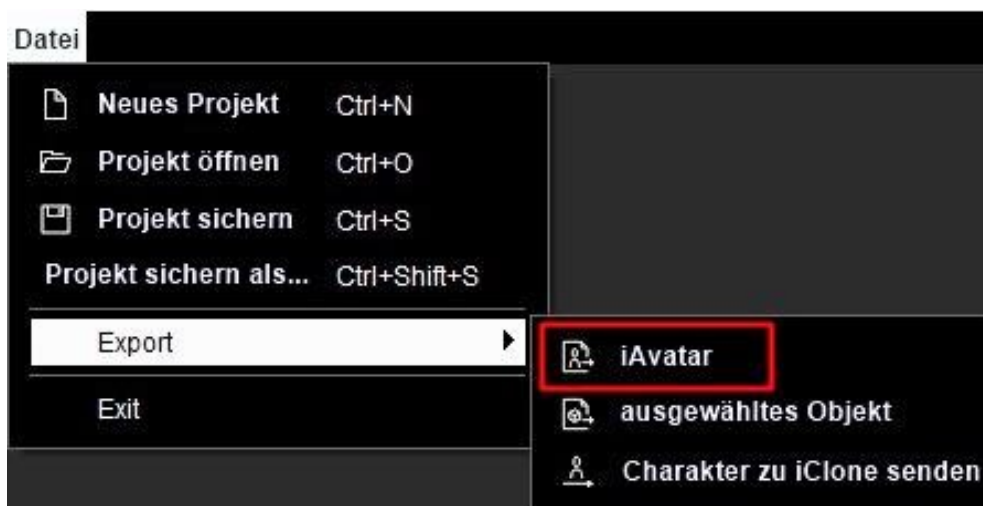 Datei
Neues Projekt Ctrl+N
Projekt öffnen Ctrl+O
Projekt sichern Ctrl+S
Projekt sichern als... Ctrl+Shift+S
Export
iAvatar
Exit
ausgewähltes Objekt
Charakter zu iClone senden